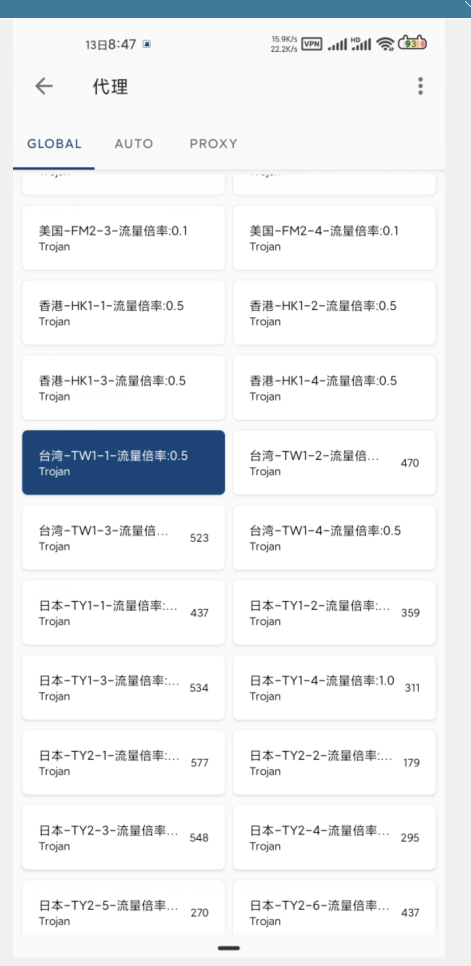 13日8:47
15.9K/s
22.2K/s
VPN
HD
93
代理
GLOBAL AUTO PROXY
美国-FM2-3-流量倍率:0.1
Trojan
美国-FM2-4-流量倍率:0.1
Trojan
香港-HK1-1-流量倍率:0.5
Trojan
香港-HK1-2-流量倍率:0.5
Trojan
香港-HK1-3-流量倍率:0.5
Trojan
香港-HK1-4-流量倍率:0.5
Trojan
台湾-TW1-1-流量倍率:0.5
Trojan
台湾-TW1-2-流量倍...
Trojan
470
台湾-TW1-3-流量倍...
Trojan
523
台湾-TW1-4-流量倍率:0.5
Trojan
日本-TY1-1-流量倍率:...
Trojan
437
日本-TY1-2-流量倍率:...
Trojan
359
日本-TY1-3-流量倍率:...
Trojan
534
日本-TY1-4-流量倍率:1.0
Trojan
311
日本-TY2-1-流量倍率:...
Trojan
577
日本-TY2-2-流量倍率:...
Trojan
179
日本-TY2-3-流量倍率...
Trojan
548
日本-TY2-4-流量倍率...
Trojan
295
日本-TY2-5-流量倍率...
Trojan
270
日本-TY2-6-流量倍率...
Trojan
437